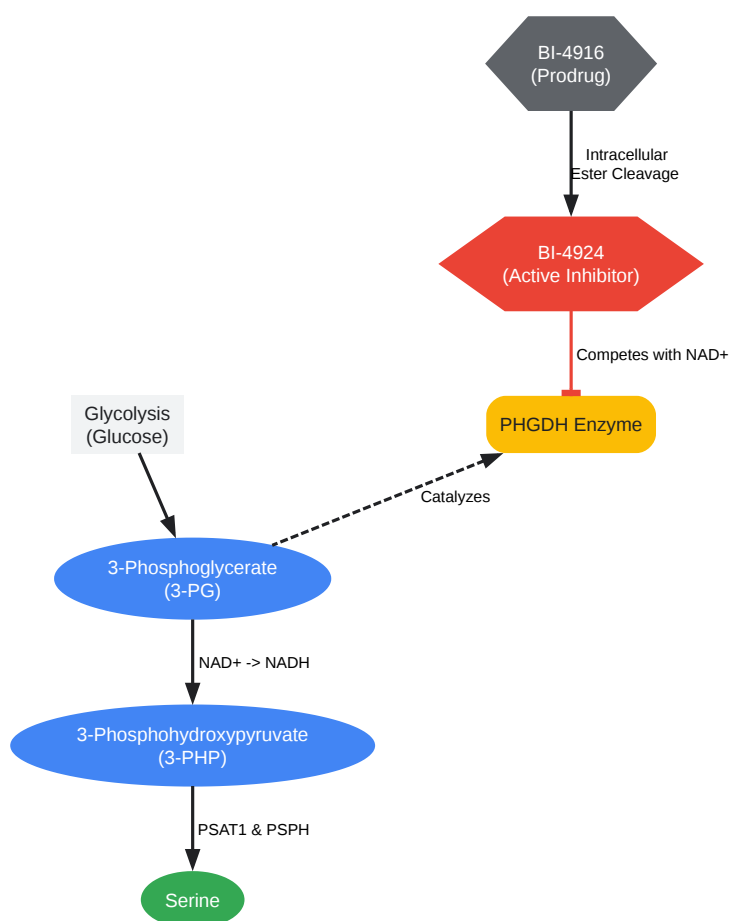 BI-4916
(Prodrug)
Intracellular
Ester Cleavage
BI-4924
(Active Inhibitor)
Competes with NAD+
Glycolysis
(Glucose)
PHGDH Enzyme
Catalyzes
3-Phosphoglycerate
(3-PG)
NAD+ -> NADH
3-Phosphohydroxypyruvate
(3-PHP)
PSAT1 & PSPH
Serine